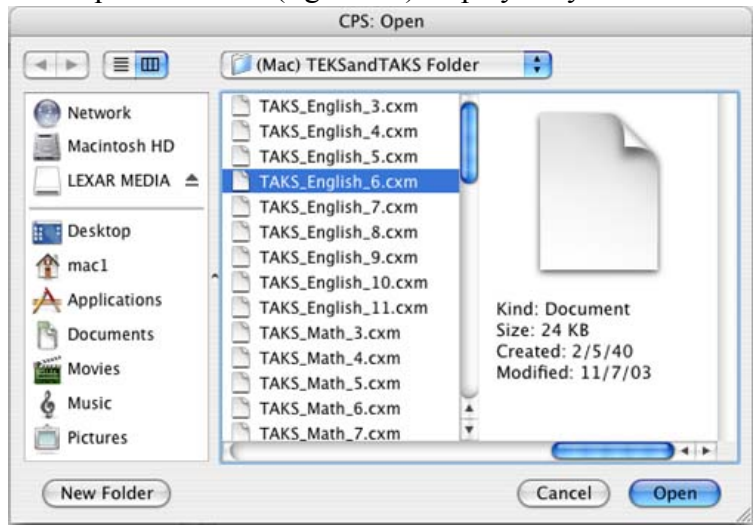 CPS: Open
(Mac) TEKSandTAKS Folder
Network
Macintosh HD
LEXAR MEDIA
Desktop
mac1
Applications
Documents
Movies
Music
Pictures
TAKS_English_3.cxm
TAKS_English_4.cxm
TAKS_English_5.cxm
TAKS_English_6.cxm
TAKS_English_7.cxm
TAKS_English_8.cxm
TAKS_English_9.cxm
TAKS_English_10.cxm
TAKS_English_11.cxm
TAKS_Math_3.cxm
TAKS_Math_4.cxm
TAKS_Math_5.cxm
TAKS_Math_6.cxm
TAKS_Math_7.cxm
Kind: Document
Size: 24 KB
Created: 2/5/40
Modified: 11/7/03
New Folder
Cancel
Open